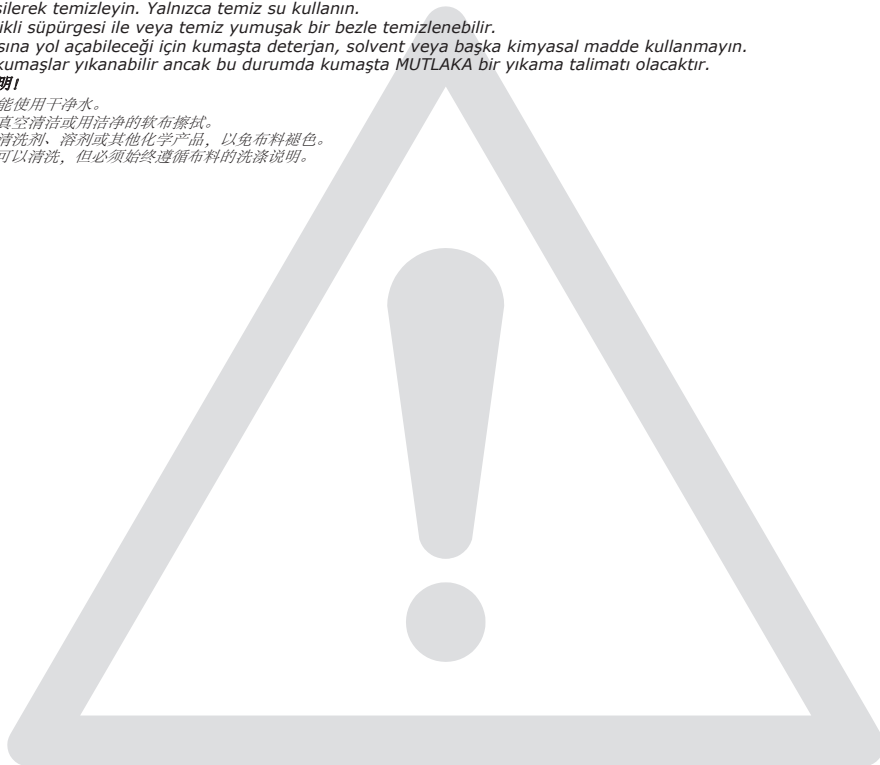 silerek temizleyin. Yalnızca temiz su kullanın.
ikli süpürgesi ile veya temiz yumuşak bir bezle temizlenebilir.
sına yol açabileceği için kumaşta deterjan, solvent veya başka kimyasal madde kullanmayın.
kumaşlar yıkanabilir ancak bu durumda kumaşta MUTLAKA bir yıkama talimatı olacaktır.
明!
能使用干净水。
真空清洁或用洁净的软布擦拭。
清洗剂、溶剂或其他化学产品，以免布料褪色。
可以清洗，但必须始终遵循布料的洗涤说明。